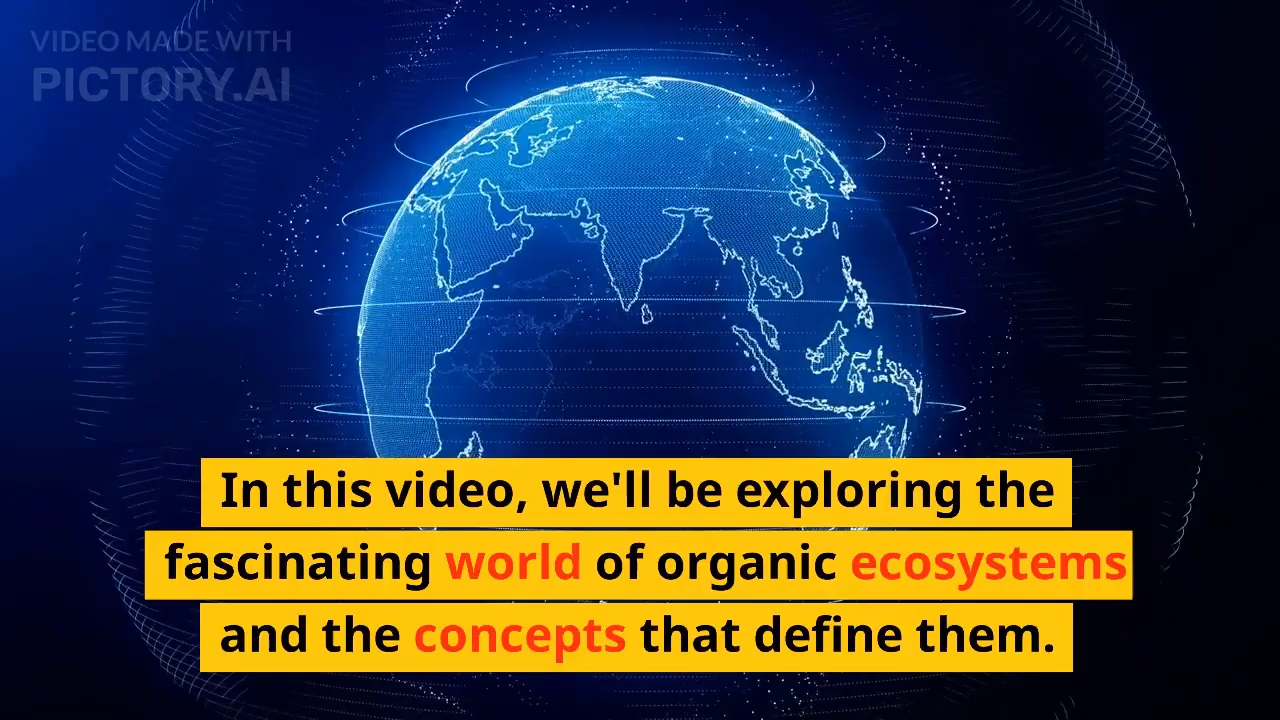 VIDEO MADE WITH
PICTORY.AI
In this video, we'll be exploring the
fascinating world of organic ecosystems
and the concepts that define them.